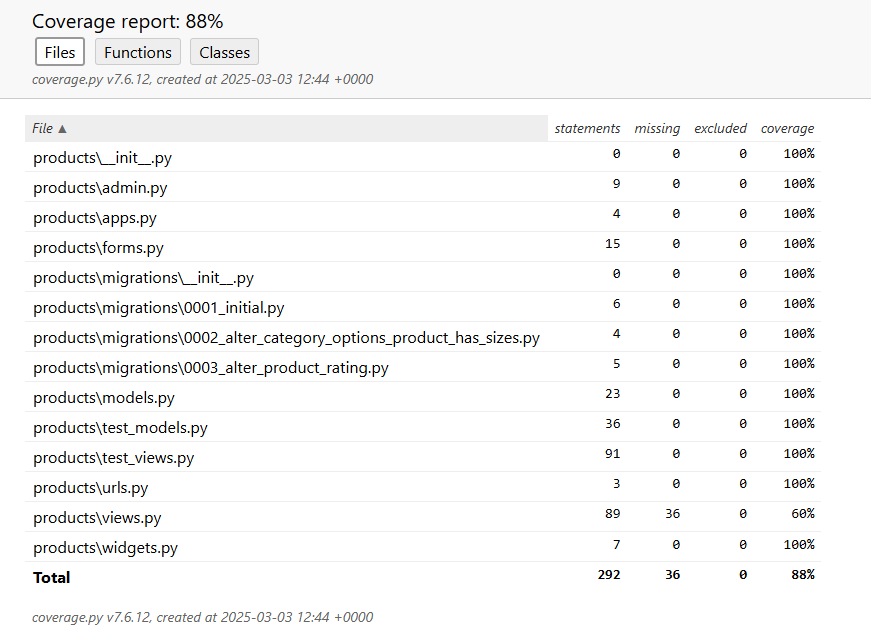 Coverage report: 88%
Files Functions Classes
coverage.py v7.6.12, created at 2025-03-03 12:44 +0000
File ▲ statements missing excluded coverage
products\__init__.py 0 0 0 100%
products\admin.py 9 0 0 100%
products\apps.py 4 0 0 100%
products\forms.py 15 0 0 100%
products\migrations\__init__.py 0 0 0 100%
products\migrations\0001_initial.py 6 0 0 100%
products\migrations\0002_alter_category_options_product_has_sizes.py 4 0 0 100%
products\migrations\0003_alter_product_rating.py 5 0 0 100%
products\models.py 23 0 0 100%
products\test_models.py 36 0 0 100%
products\test_views.py 91 0 0 100%
products\urls.py 3 0 0 100%
products\views.py 89 36 0 60%
products\widgets.py 7 0 0 100%
Total 292 36 0 88%
coverage.py v7.6.12, created at 2025-03-03 12:44 +0000